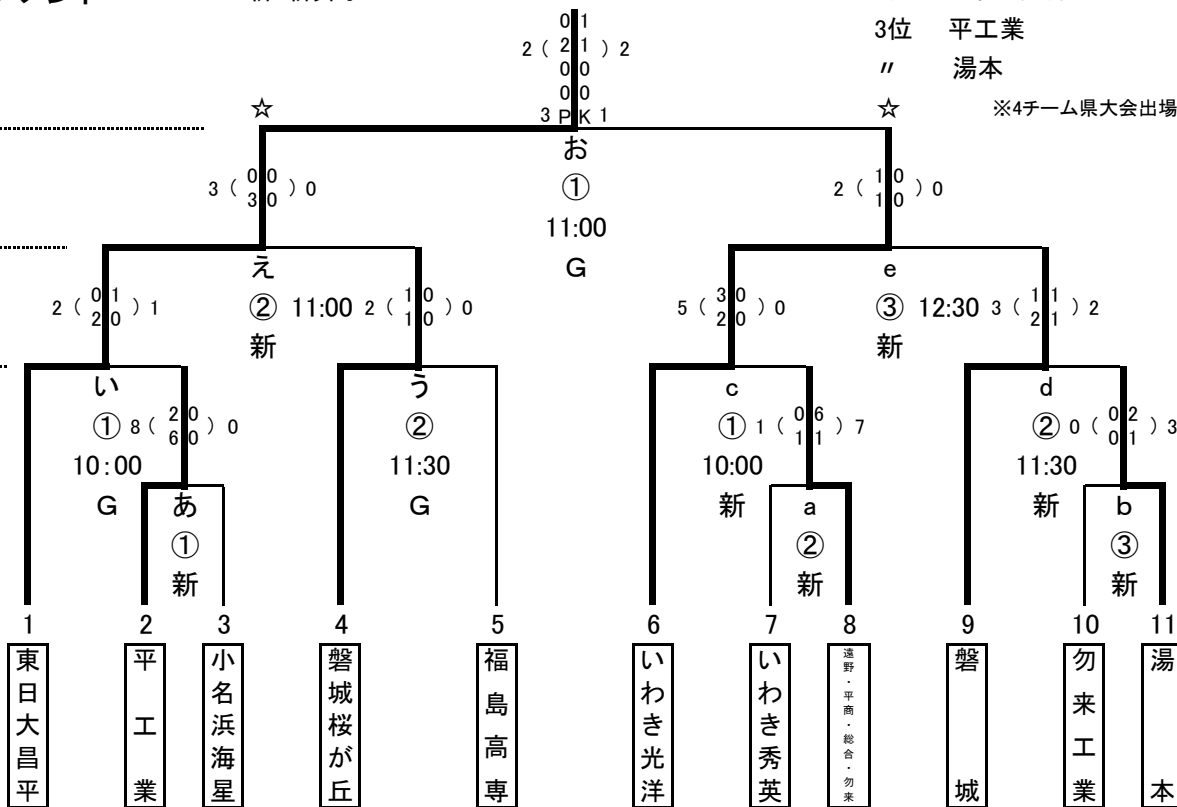 0 1
2 ( 2 1 ) 2
0 0
0 0
3 P K 1
3位 平工業
〃 湯本
☆ ☆ ※4チーム県大会出場
お
①
11:00
G
3 ( 0 0 ) 0
3 0
2 ( 1 0 ) 0
1 0
え
② 11:00
新
e
③ 12:30
新
2 ( 0 1 ) 1
2 0
2 ( 1 0 ) 0
1 0
5 ( 3 0 ) 0
2 0
3 ( 1 1 ) 2
2 1
い
①
10:00
G
う
②
11:30
G
c
①
10:00
新
d
②
11:30
新
8 ( 2 0 ) 0
6 0
1 ( 0 6 ) 7
1 1
0 ( 0 2 ) 3
0 1
あ
①
新
a
②
新
b
③
新
1 2 3 4 5 6 7 8 9 10 11
東日大昌平
平工業
小名浜海星
磐城桜が丘
福島高専
いわき光洋
いわき秀英
遠野・平商・総合・勿来
磐城
勿来工業
湯本